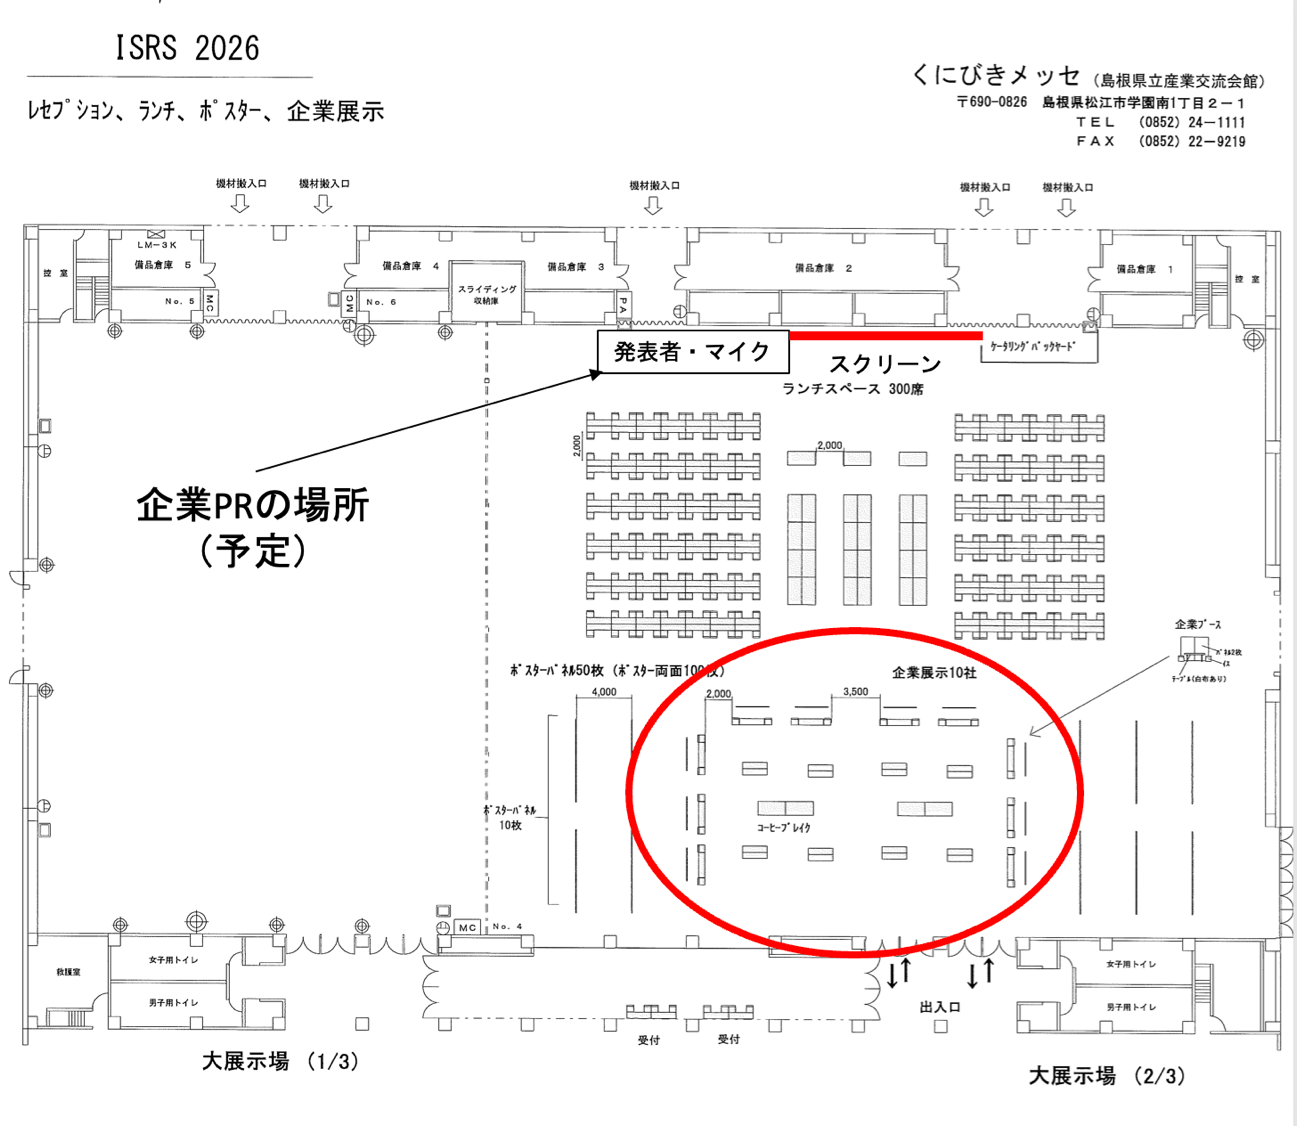 ISRS 2026
レセプション、ランチ、ポスター、企業展示
くにびきメッセ（島根県立産業交流会館）
〒690-0826 島根県松江市学園南1丁目２－１
ＴＥＬ （0852）24－1111
ＦＡＸ （0852）22－9219
機材搬入口
機材搬入口
機材搬入口
機材搬入口
機材搬入口
控 室
ＬＭ－３Ｋ
備品倉庫 ５
Ｎｏ.５
ＭＣ
ＭＣ
備品倉庫 ４
Ｎｏ.６
スライディング
収納庫
備品倉庫 ３
ＰＡ
備品倉庫 ２
備品倉庫 １
控 室
発表者・マイク
スクリーン
ケータリングバックヤード
ランチスペース 300席
2,000
2,000
企業PRの場所
（予定）
企業ブース
パネル2枚
イス
テーブル（白布あり）
ポスターパネル50枚（ポスター両面100枚）
企業展示10社
4,000
2,000
3,500
ポスターパネル
10枚
コーヒーブレイク
ＭＣ
Ｎｏ.４
救護室
女子用トイレ
男子用トイレ
女子用トイレ
男子用トイレ
出入口
受付
受付
大展示場 （1/3）
大展示場 （2/3）